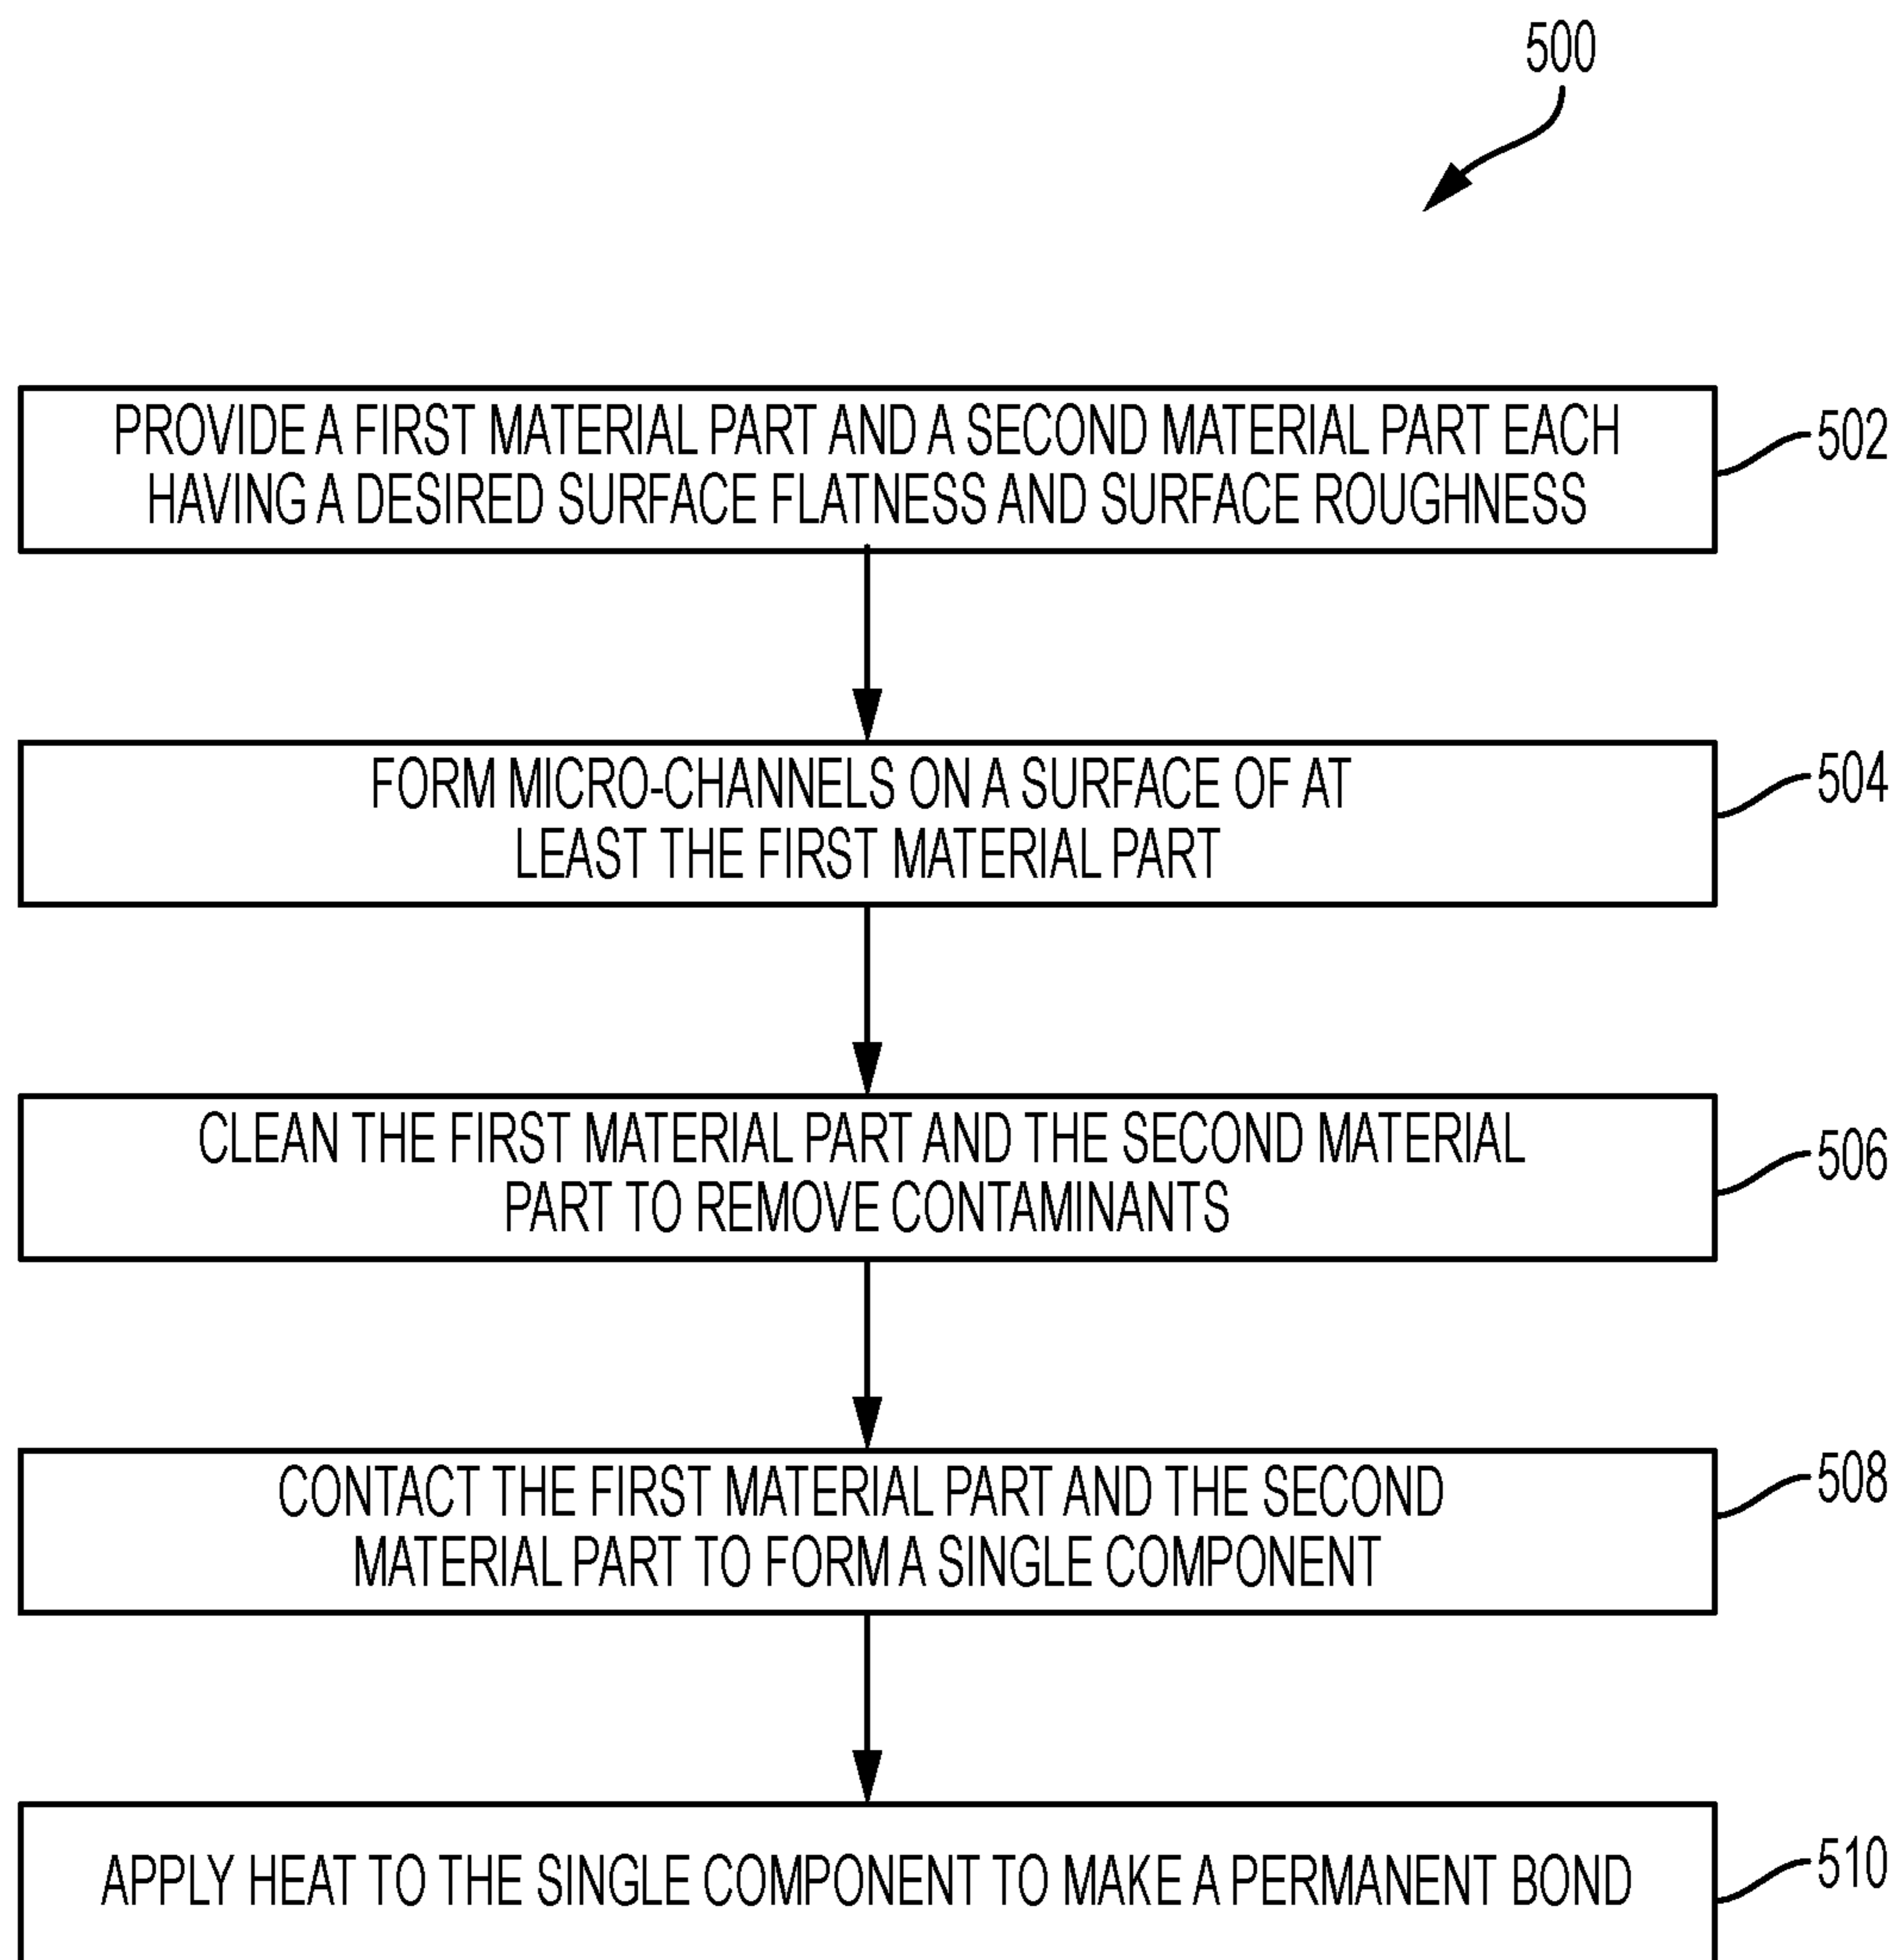 500
PROVIDE A FIRST MATERIAL PART AND A SECOND MATERIAL PART EACH
HAVING A DESIRED SURFACE FLATNESS AND SURFACE ROUGHNESS
502
FORM MICRO-CHANNELS ON A SURFACE OF AT
LEAST THE FIRST MATERIAL PART
504
CLEAN THE FIRST MATERIAL PART AND THE SECOND MATERIAL
PART TO REMOVE CONTAMINANTS
506
CONTACT THE FIRST MATERIAL PART AND THE SECOND
MATERIAL PART TO FORM A SINGLE COMPONENT
508
APPLY HEAT TO THE SINGLE COMPONENT TO MAKE A PERMANENT BOND
510